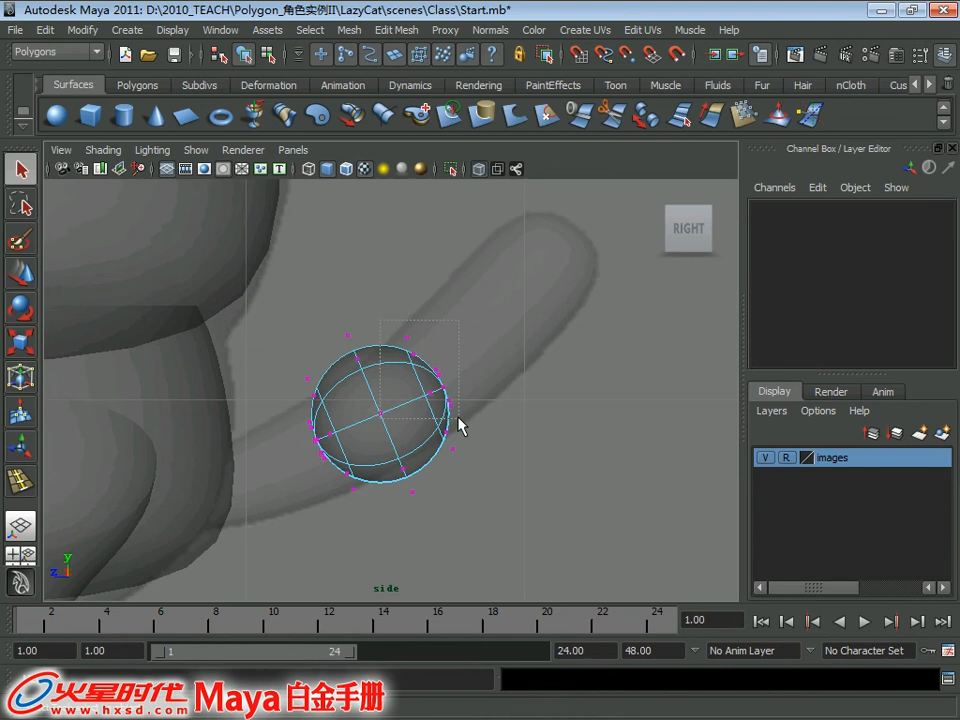 Autodesk Maya 2011: D:\2010_TEACH\Polygon_角色实例II\LazyCat\scenes\Class\Start.mb*
File Edit Modify Create Display Window Assets Select Mesh Edit Mesh Proxy Normals Color Create UVs Edit UVs Muscle Help
Polygons
Surfaces Polygons Subdivs Deformation Animation Dynamics Rendering PaintEffects Toon Muscle Fluids Fur Hair nCloth Cus
View Shading Lighting Show Renderer Panels
Channel Box / Layer Editor
Channels Edit Object Show
RIGHT
Display Render Anim
Layers Options Help
V R images
y
z
side
2 4 6 8 10 12 14 16 18 20 22 24
1.00
1.00 1.00 1 24 24.00 48.00 No Anim Layer No Character Set
火星时代 Maya 白金手册
www.hxsd.com